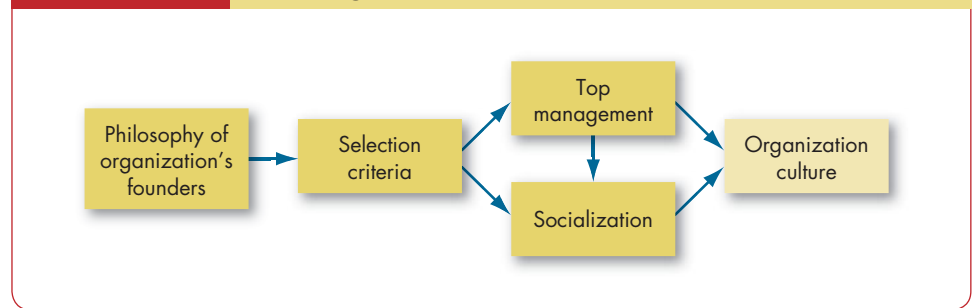 Philosophy of
organization's
founders
Selection
criteria
Top
management
Socialization
Organization
culture